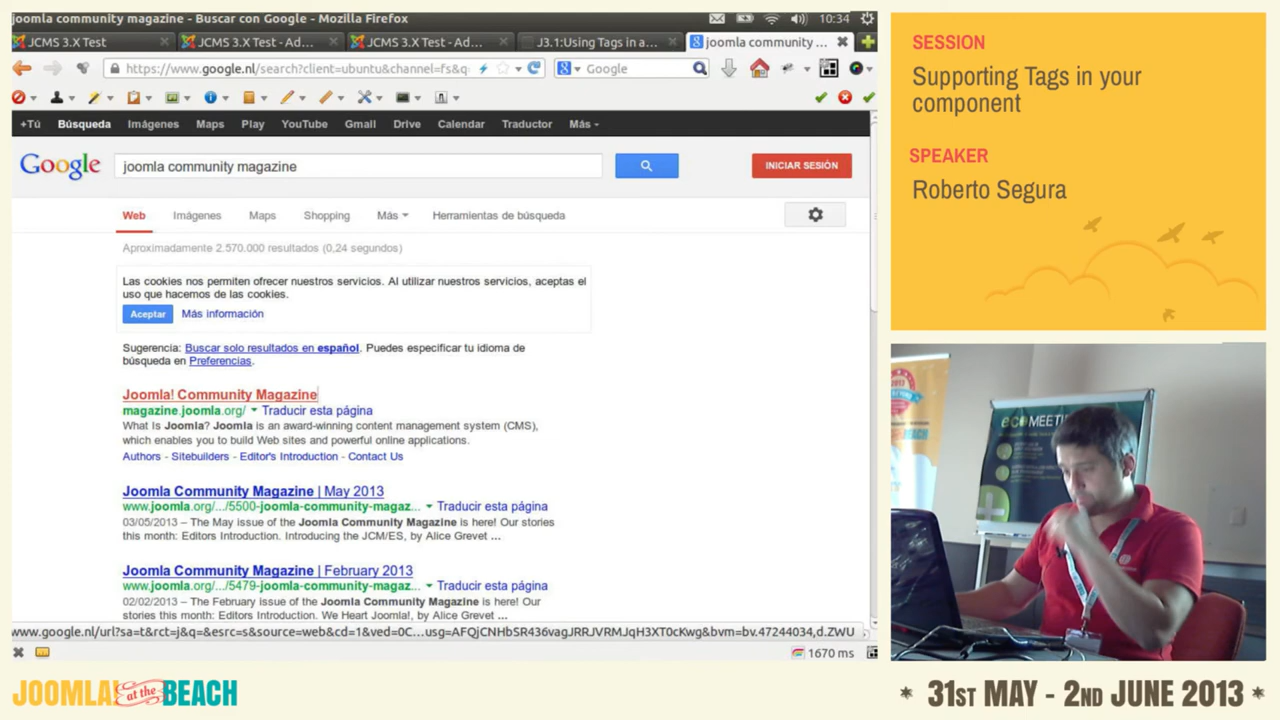 joomla community magazine - Buscar con Google - Mozilla Firefox
10:34
JCMS 3.X Test
JCMS 3.X Test - Ad...
JCMS 3.X Test - Ad...
J3.1:Using Tags in a...
joomla community ...
https://www.google.nl/search?client=ubuntu&channel=fs&q
Google
+Tú Búsqueda Imágenes Maps Play YouTube Gmail Drive Calendar Traductor Más
Google
joomla community magazine
INICIAR SESIÓN
Web Imágenes Maps Shopping Más Herramientas de búsqueda
Aproximadamente 2.570.000 resultados (0,24 segundos)
Las cookies nos permiten ofrecer nuestros servicios. Al utilizar nuestros servicios, aceptas el
uso que hacemos de las cookies.
Aceptar Más información
Sugerencia: Buscar solo resultados en español. Puedes especificar tu idioma de
búsqueda en Preferencias.
Joomla! Community Magazine
magazine.joomla.org/ Traducir esta página
What Is Joomla? Joomla is an award-winning content management system (CMS),
which enables you to build Web sites and powerful online applications.
Authors - Sitebuilders - Editor's Introduction - Contact Us
Joomla Community Magazine | May 2013
www.joomla.org/.../5500-joomla-community-magaz... Traducir esta página
03/05/2013 – The May issue of the Joomla Community Magazine is here! Our stories
this month: Editors Introduction. Introducing the JCM/ES, by Alice Grevet ...
Joomla Community Magazine | February 2013
www.joomla.org/.../5479-joomla-community-magaz... Traducir esta página
02/02/2013 – The February issue of the Joomla Community Magazine is here! Our
stories this month: Editors Introduction. We Heart Joomla!, by Alice Grevet ...
www.google.nl/url?sa=t&rct=j&q=&esrc=s&source=web&cd=1&ved=0C...usg=AFQjCNHbSR436vagJRRJVRMJqH3XT0cKwg&bvm=bv.47244034,d.ZWU
1670 ms
SESSION
Supporting Tags in your
component
SPEAKER
Roberto Segura
2013
BEACH
eco MEETI
JOOMLA! at the BEACH
* 31ST MAY - 2ND JUNE 2013 *